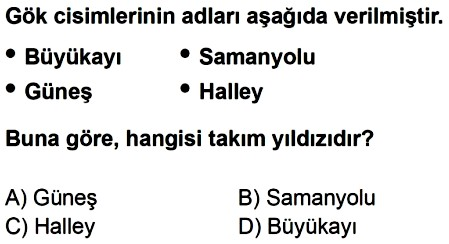 Gök cisimlerinin adları aşağıda verilmiştir.
• Büyükayı • Samanyolu
• Güneş • Halley
Buna göre, hangisi takım yıldızıdır?
A) Güneş B) Samanyolu
C) Halley D) Büyükayı